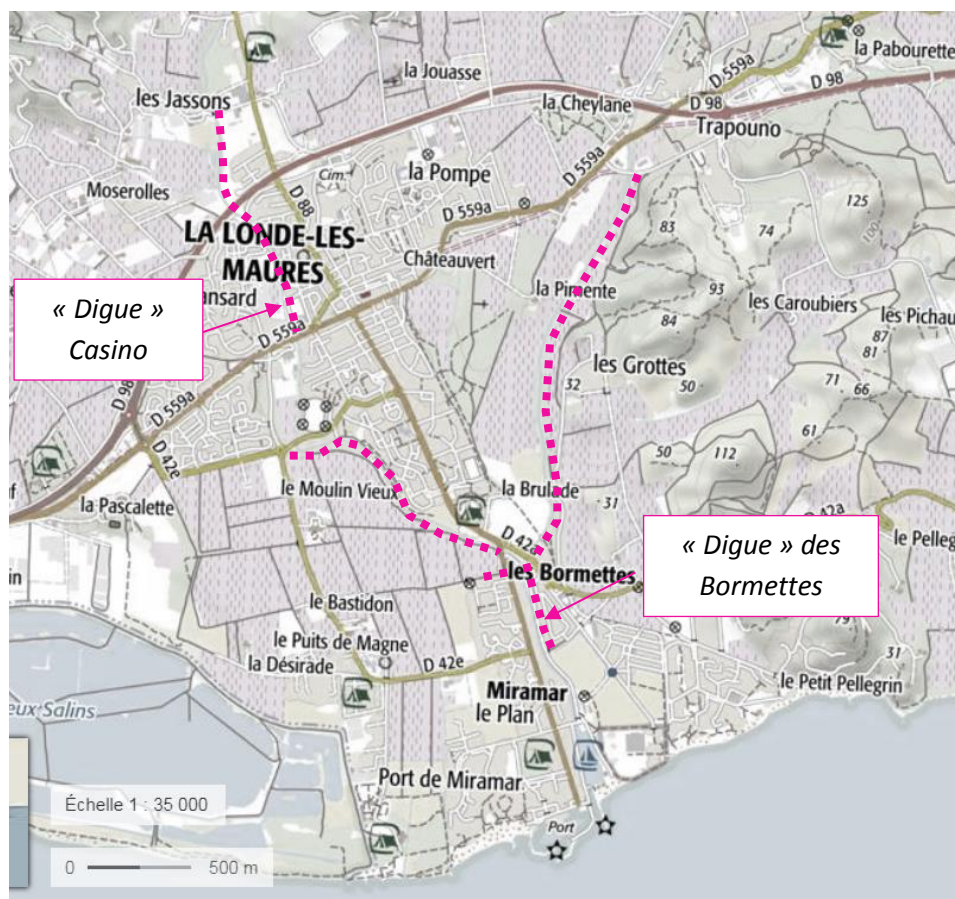 la Pabourette
D 559a
la Jouasse
les Jassons
la Cheylane
D 98
D 98
Trapouno
Moserolles
Cim.
la Pompe
D 559a
D 88
125
83
74
100
D 559a
LA LONDE-LES-
MAURES
Châteauvert
ansard
la Pimente
93
les Caroubiers
les Pichau
« Digue »
Casino
D 559a
84
87
81
les Grottes
D 98
D 559a
32
50
71
66
D 42e
61
50
112
le Moulin Vieux
la Brulade
31
la Pascalette
D 42a
D 42a
le Pelleg
in
les Bormettes
« Digue » des
Bormettes
le Bastidon
79
le Puits de Magne
la Désirade
D 42e
31
le Petit Pellegrin
Miramar
le Plan
eux Salins
Port de Miramar
Échelle 1 : 35 000
Port
0
500 m